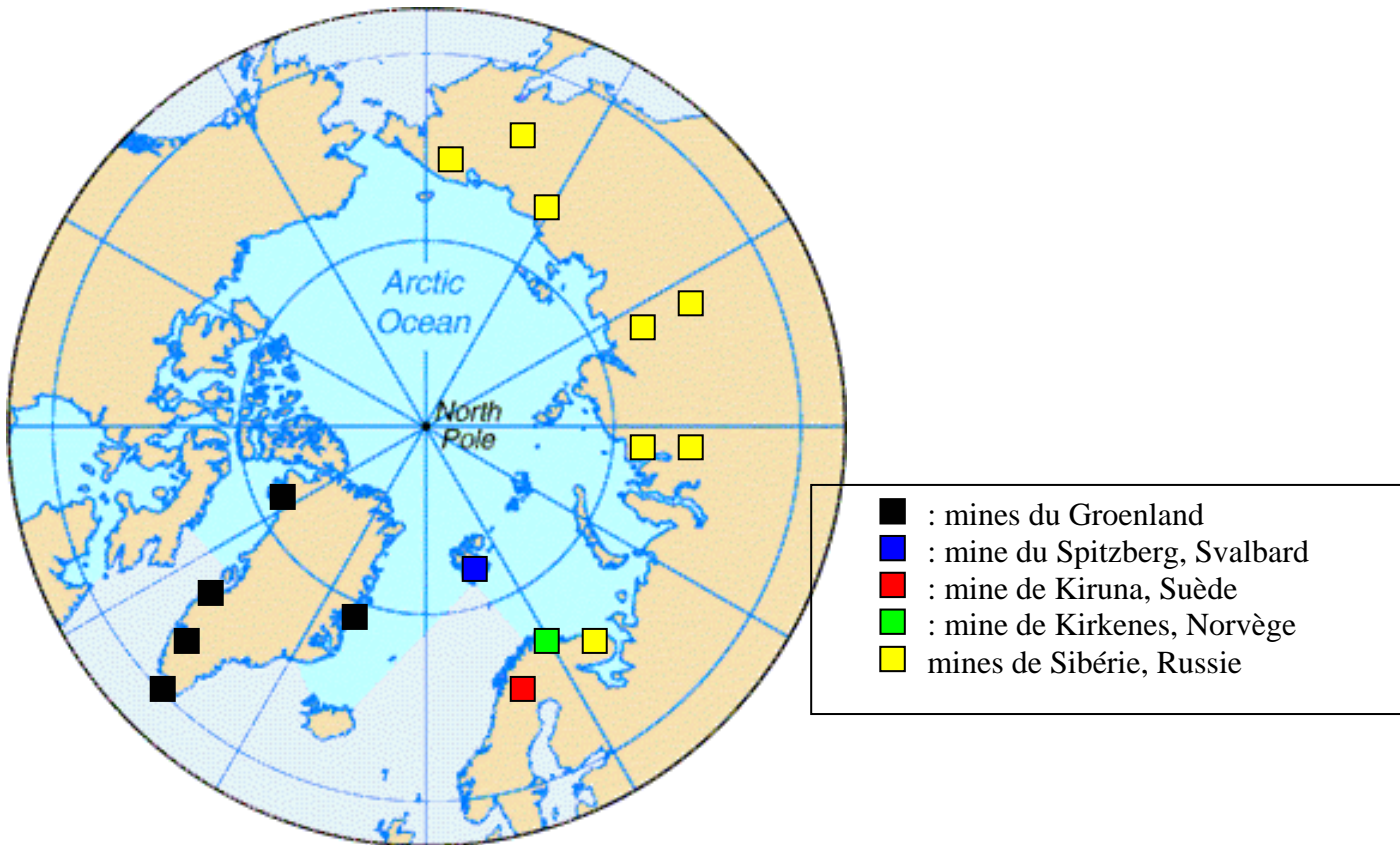 Arctic
Ocean
North
Pole
: mines du Groenland
: mine du Spitzberg, Svalbard
: mine de Kiruna, Suède
: mine de Kirkenes, Norvège
mines de Sibérie, Russie